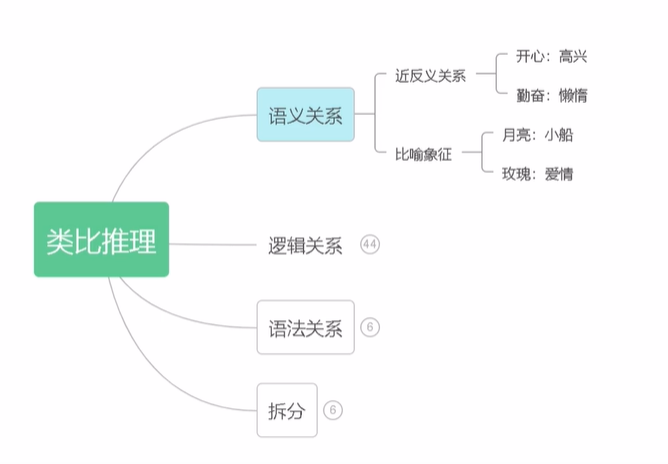 类比推理
语义关系
近反义关系
开心：高兴
勤奋：懒惰
比喻象征
月亮：小船
玫瑰：爱情
逻辑关系 44
语法关系 6
拆分 6